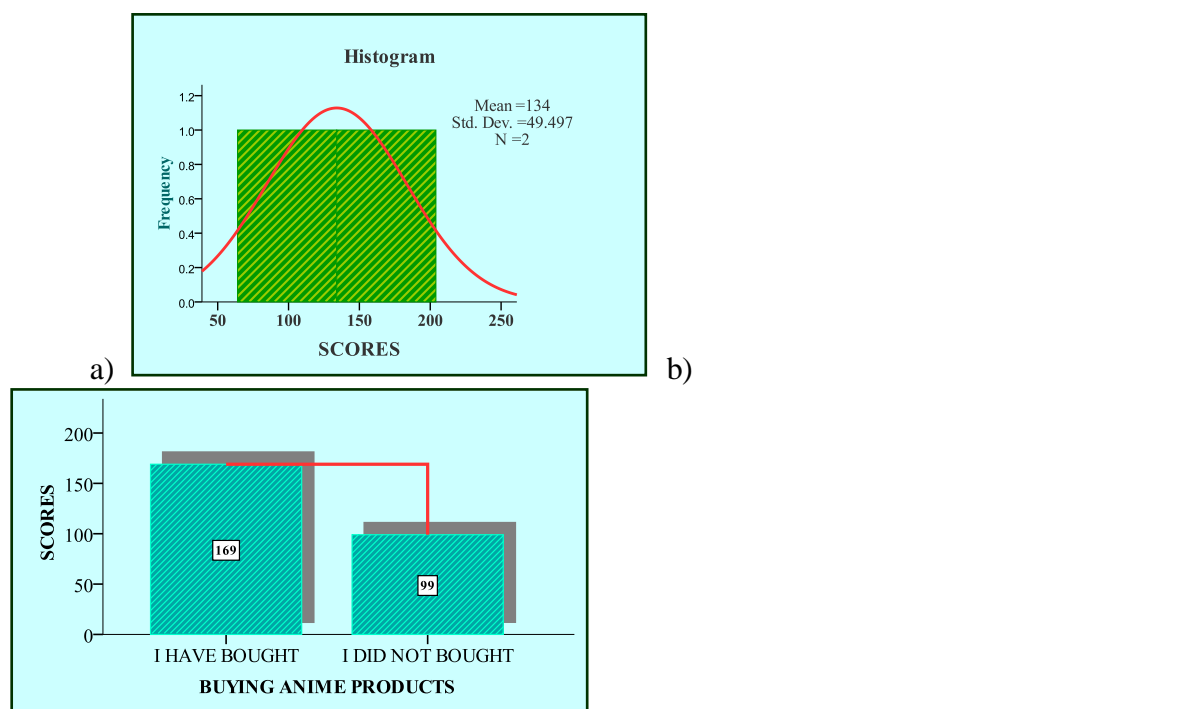 Histogram
Mean =134
Std. Dev. =49.497
N =2
1.2
1.0
0.8
0.6
0.4
0.2
0.0
Frequency
50 100 150 200 250
SCORES
a)
b)
200
150
100
50
0
SCORES
169
99
I HAVE BOUGHT I DID NOT BOUGHT
BUYING ANIME PRODUCTS